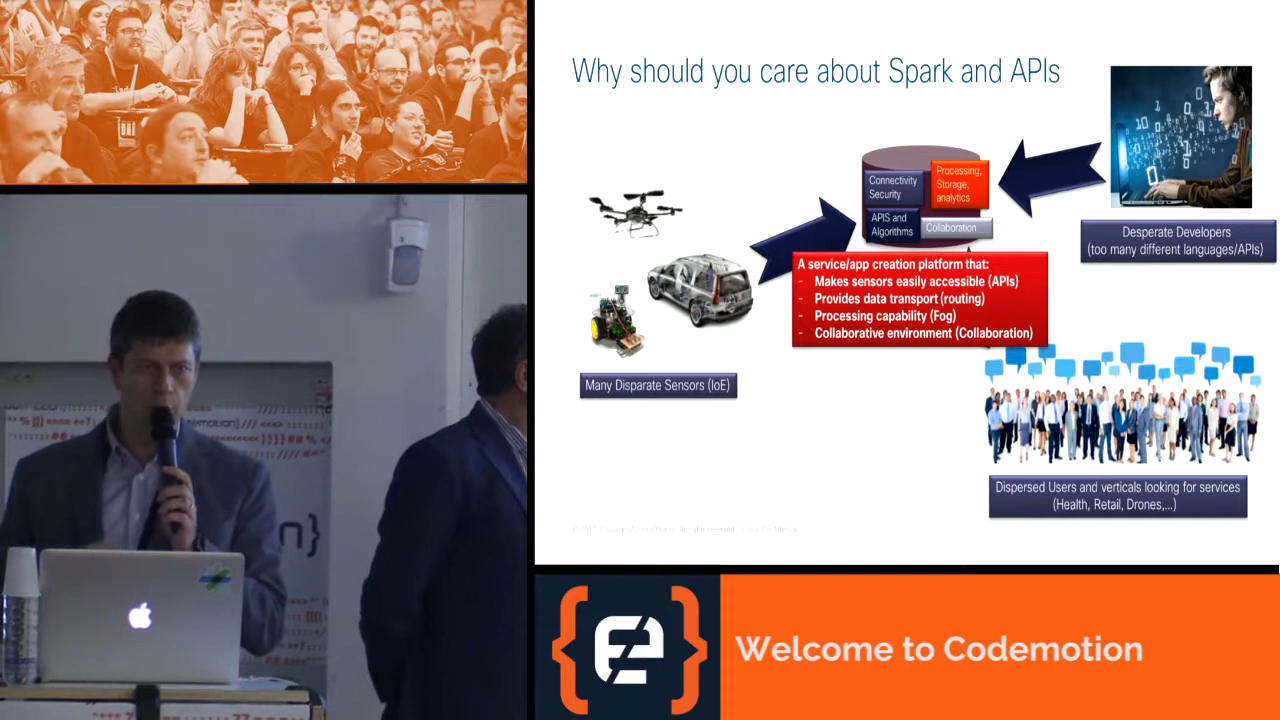 Why should you care about Spark and APIs
Connectivity
Security
Processing,
Storage,
analytics
APIS and
Algorithms
Collaboration
Desperate Developers
(too many different languages/APIs)
A service/app creation platform that:
- Makes sensors easily accessible (APIs)
- Provides data transport (routing)
- Processing capability (Fog)
- Collaborative environment (Collaboration)
Many Disparate Sensors (IoE)
Dispersed Users and verticals looking for services
(Health, Retail, Drones,...)
n}
Welcome to Codemotion